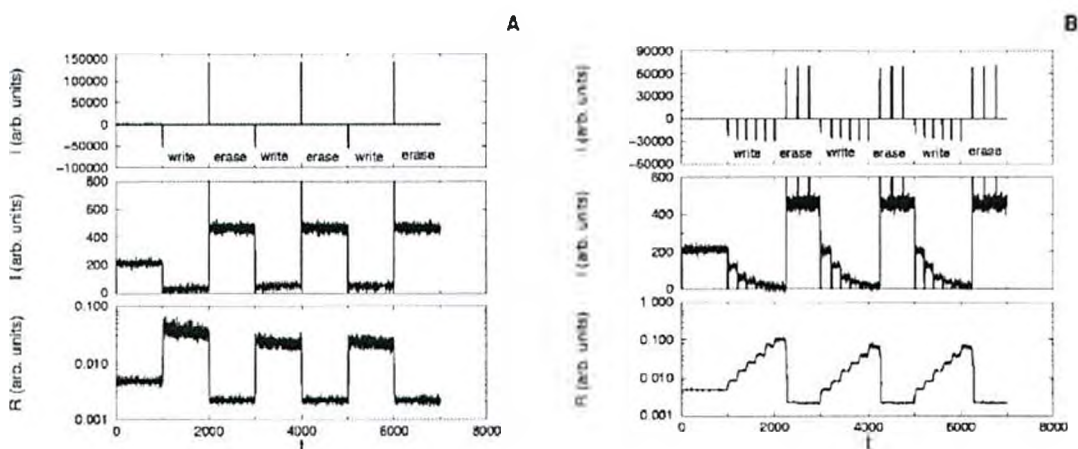 A
I (arb. units)
150000
100000
50000
0
−50000
−100000
write erase write erase write erase
I (arb. units)
800
600
400
200
0
R (arb. units)
0.100
0.010
0.001
0 2000 4000 6000 8000
t
B
I (arb. units)
90000
60000
30000
0
−30000
−60000
write erase write erase write erase
I (arb. units)
600
400
200
0
R (arb. units)
1.000
0.100
0.010
0.001
0 2000 4000 6000 8000
t